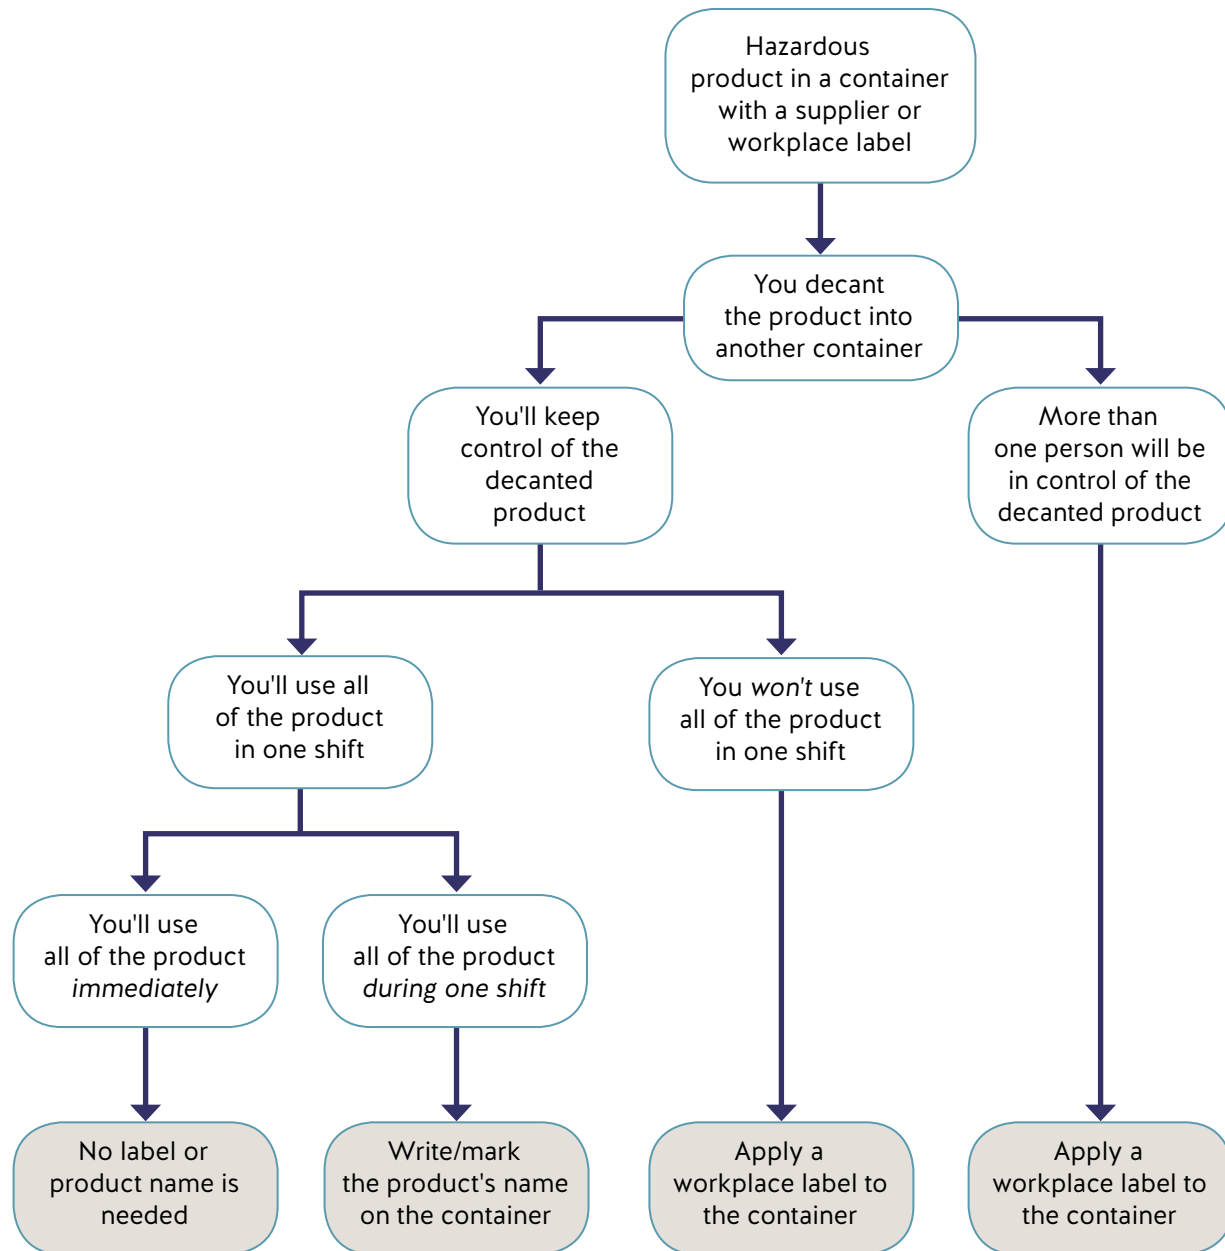 Hazardous
product in a container
with a supplier or
workplace label
You decant
the product into
another container
You'll keep
control of the
decanted
product
More than
one person will be
in control of the
decanted product
You'll use all
of the product
in one shift
You won't use
all of the product
in one shift
You'll use
all of the product
immediately
You'll use
all of the product
during one shift
No label or
product name is
needed
Write/mark
the product's name
on the container
Apply a
workplace label to
the container
Apply a
workplace label to
the container